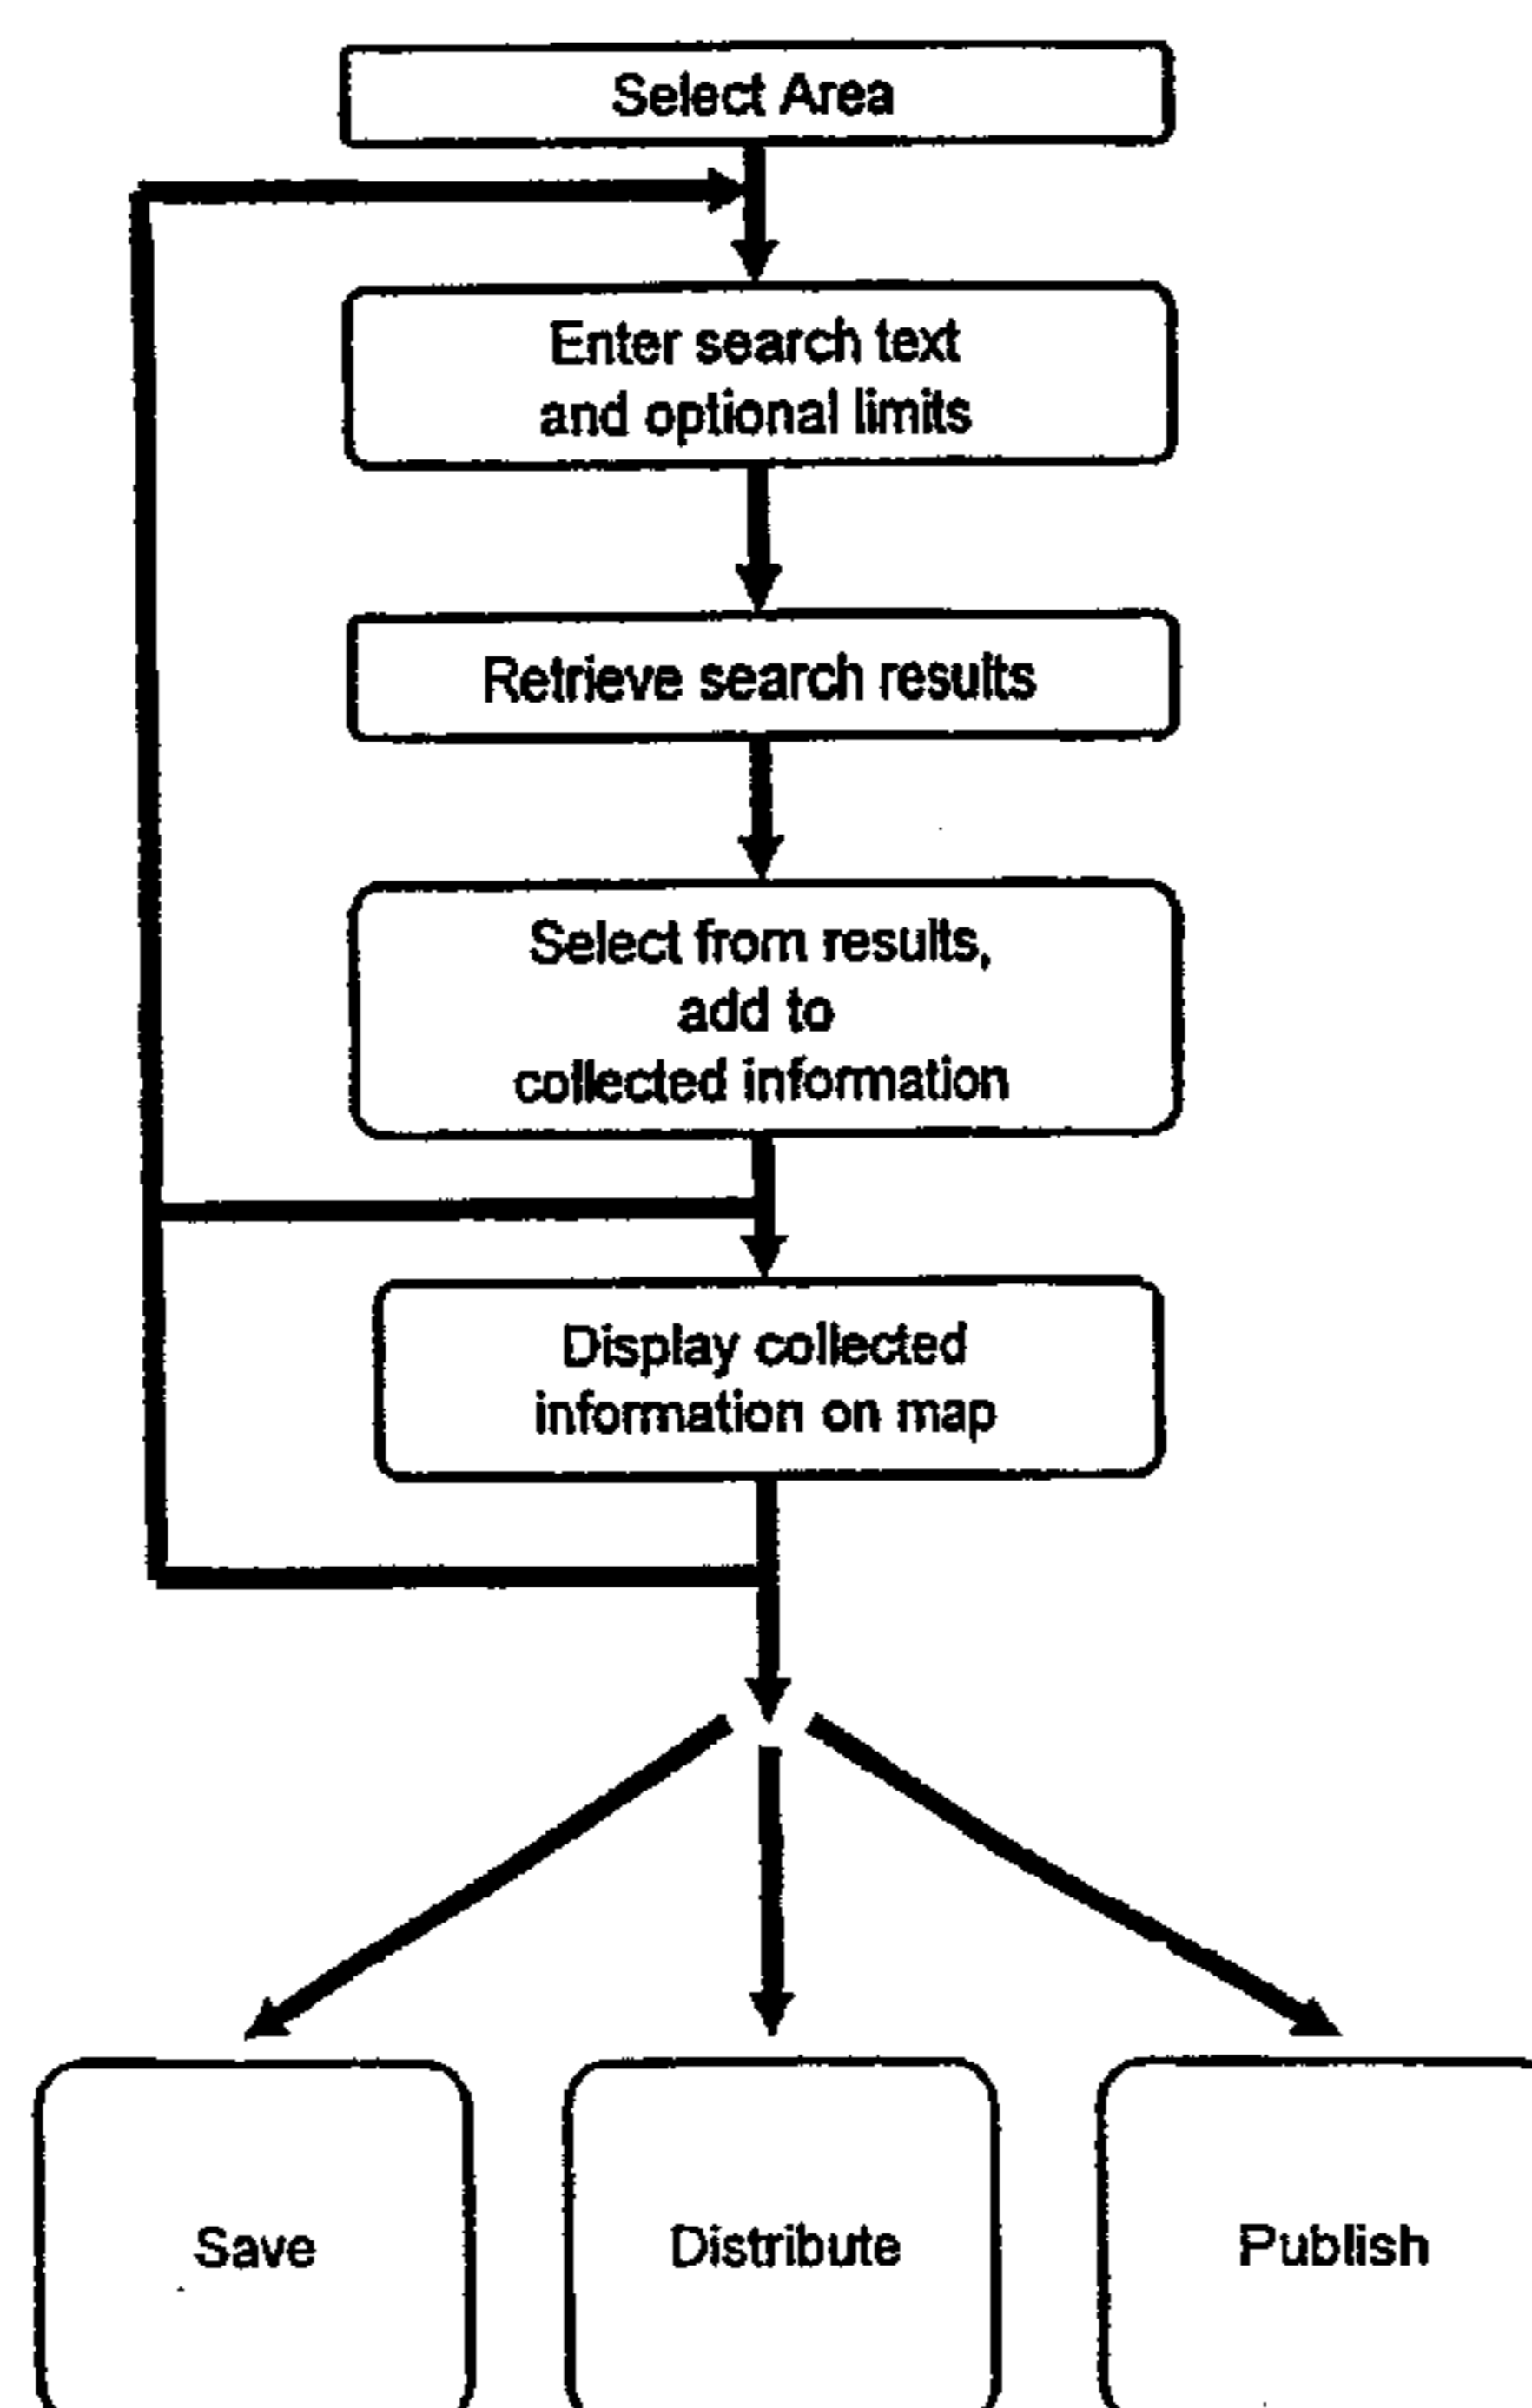 Select Area
Enter search text
and optional limits
Retrieve search results
Select from results,
add to
collected information
Display collected
information on map
Save
Distribute
Publish